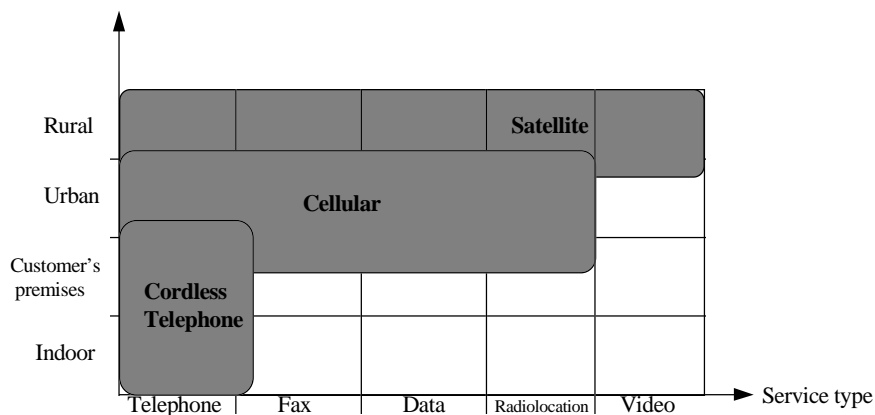 Rural
Satellite
Urban
Cellular
Customer's
premises
Cordless
Telephone
Indoor
Telephone
Fax
Data
Radiolocation
Video
Service type